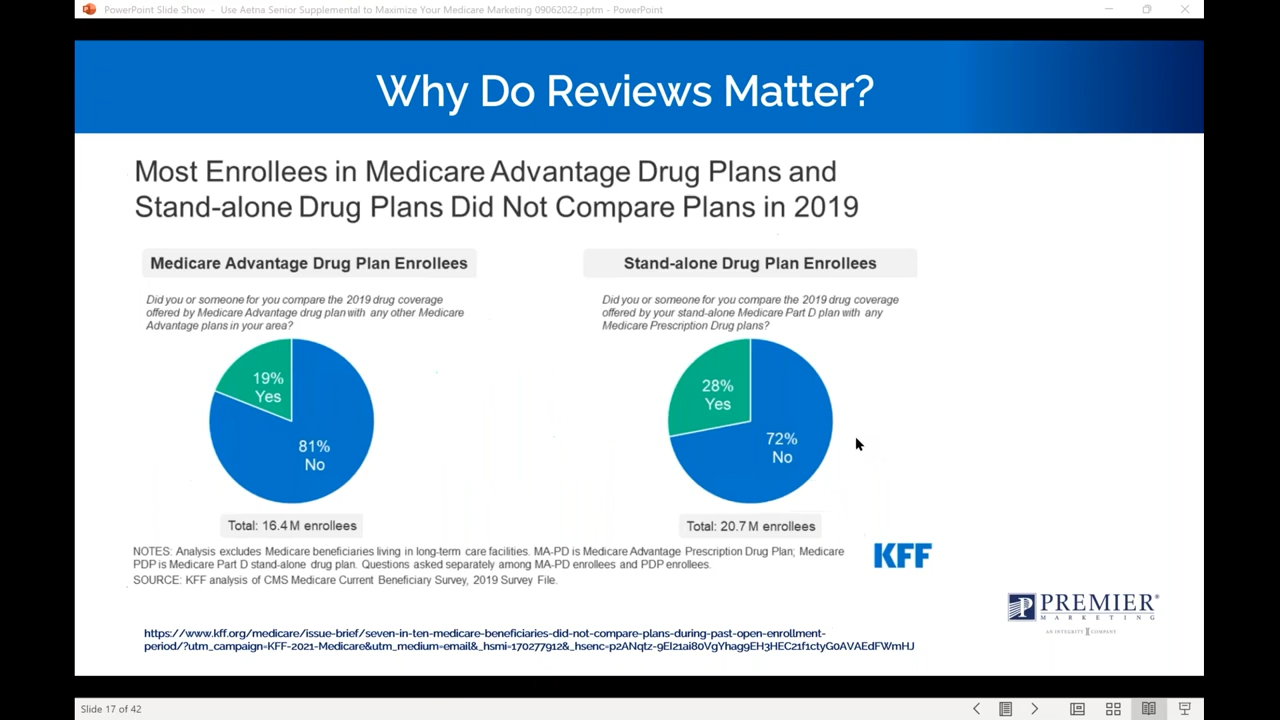 PowerPoint Slide Show - Use Aetna Senior Supplemental to Maximize Your Medicare Marketing 09062022.pptm - PowerPoint
Why Do Reviews Matter?
Most Enrollees in Medicare Advantage Drug Plans and
Stand-alone Drug Plans Did Not Compare Plans in 2019
Medicare Advantage Drug Plan Enrollees
Did you or someone for you compare the 2019 drug coverage
offered by Medicare Advantage drug plan with any other Medicare
Advantage plans in your area?
19%
Yes
81%
No
Total: 16.4 M enrollees
Stand-alone Drug Plan Enrollees
Did you or someone for you compare the 2019 drug coverage
offered by your stand-alone Medicare Part D plan with any
Medicare Prescription Drug plans?
28%
Yes
72%
No
Total: 20.7 M enrollees
NOTES: Analysis excludes Medicare beneficiaries living in long-term care facilities. MA-PD is Medicare Advantage Prescription Drug Plan; Medicare
PDP is Medicare Part D stand-alone drug plan. Questions asked separately among MA-PD enrollees and PDP enrollees.
SOURCE: KFF analysis of CMS Medicare Current Beneficiary Survey, 2019 Survey File.
KFF
PREMIER®
MARKETING
AN INTEGRITY COMPANY
https://www.kff.org/medicare/issue-brief/seven-in-ten-medicare-beneficiaries-did-not-compare-plans-during-past-open-enrollment-
period/?utm_campaign-KFF-2021-Medicare&utm_medium-email&_hsmi-170277912&_hsenc-p2ANqtz-9EI21ai80VgYhag9EH3HEC21f1ctyG0AVAEdFWmHJ
Slide 17 of 42